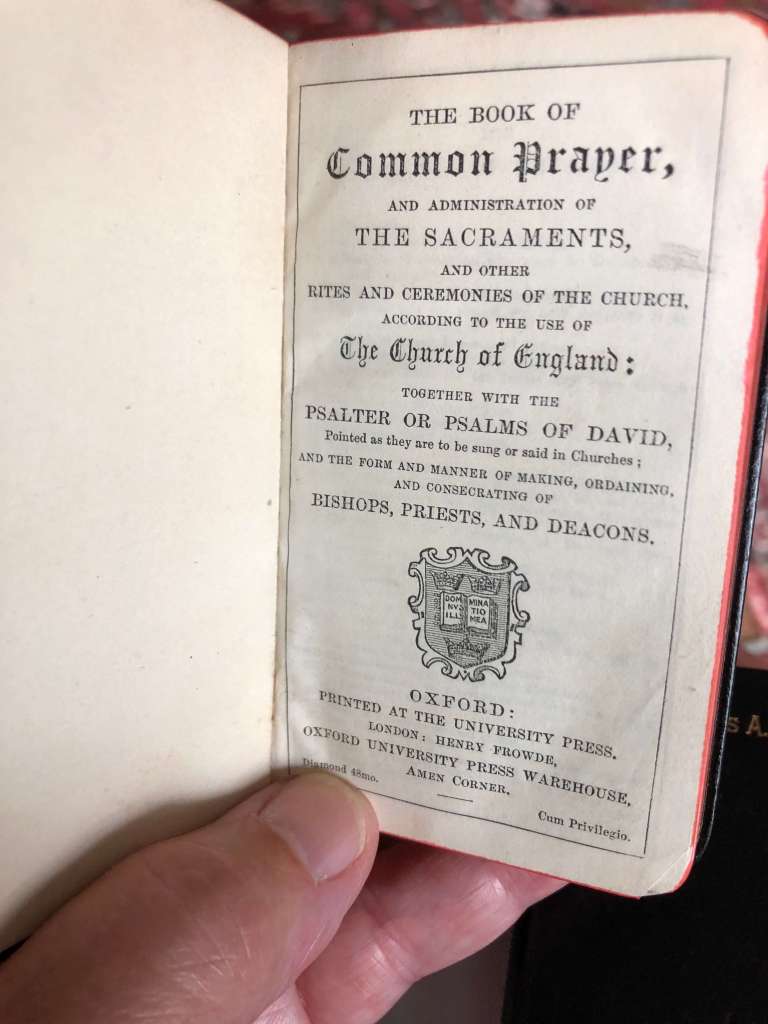 THE BOOK OF
Common Prayer,
AND ADMINISTRATION OF
THE SACRAMENTS,
AND OTHER
RITES AND CEREMONIES OF THE CHURCH,
ACCORDING TO THE USE OF
The Church of England:
TOGETHER WITH THE
PSALTER OR PSALMS OF DAVID,
Pointed as they are to be sung or said in Churches;
AND THE FORM AND MANNER OF MAKING, ORDAINING,
AND CONSECRATING OF
BISHOPS, PRIESTS, AND DEACONS.
DOM MINA
NVS TIO
ILL MEA
OXFORD:
PRINTED AT THE UNIVERSITY PRESS.
LONDON: HENRY FROWDE,
OXFORD UNIVERSITY PRESS WAREHOUSE,
AMEN CORNER.
Diamond 48mo.
Cum Privilegio.
S A.